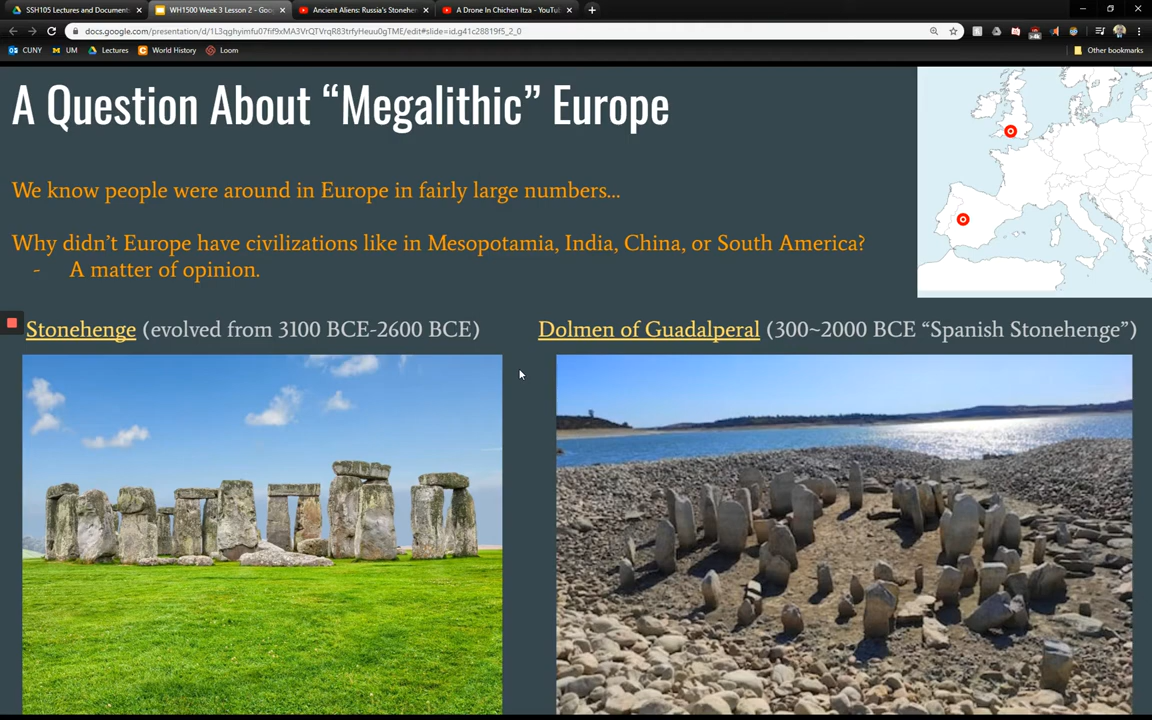 SSH105 Lectures and Document
WH1500 Week 3 Lesson 2 - Goo
Ancient Aliens: Russia's Stonehen
A Drone In Chichen Itza - YouTu
docs.google.com/presentation/d/1L3qghyimfu07fif9xMA3VrQTVrqR83trfyHeuu0gTME/edit#slide=id.g41c28819f5_2_0
CUNY
UM
Lectures
World History
Loom
Other bookmarks
A Question About “Megalithic” Europe
We know people were around in Europe in fairly large numbers...
Why didn’t Europe have civilizations like in Mesopotamia, India, China, or South America?
- A matter of opinion.
Stonehenge (evolved from 3100 BCE-2600 BCE)
Dolmen of Guadalperal (300~2000 BCE “Spanish Stonehenge”)